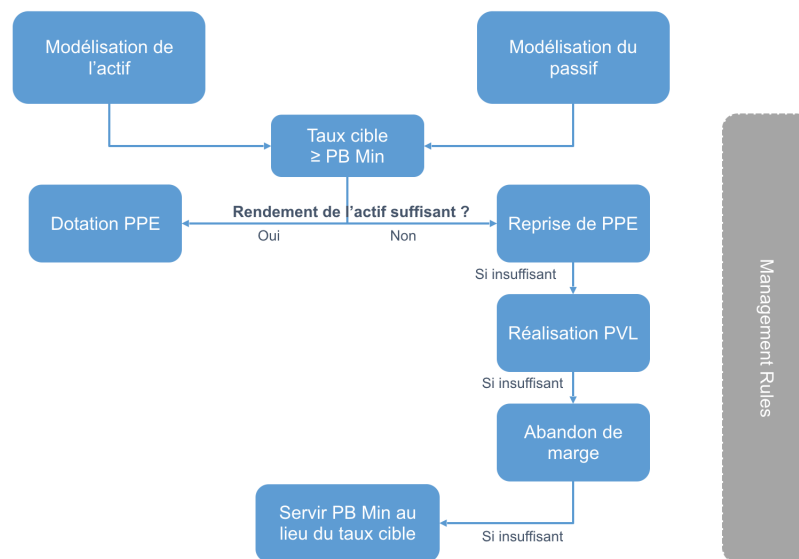 Modélisation de
l’actif
Modélisation du
passif
Taux cible
≥ PB Min
Rendement de l’actif suffisant ?
Oui
Non
Dotation PPE
Reprise de PPE
Si insuffisant
Réalisation PVL
Si insuffisant
Abandon de
marge
Si insuffisant
Servir PB Min au
lieu du taux cible
Management Rules